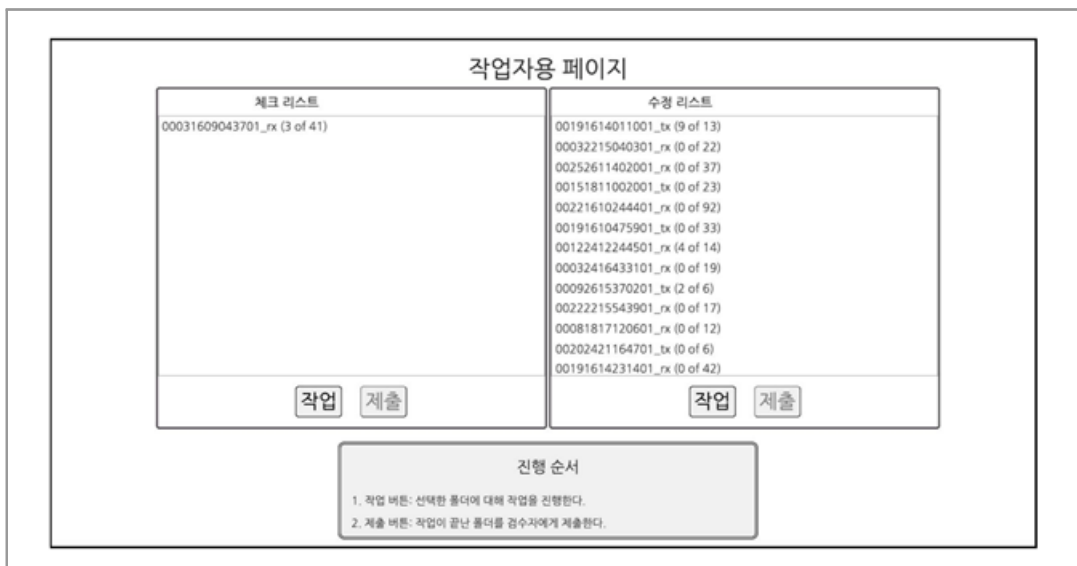 작업자용 페이지
체크 리스트
00031609043701_rx (3 of 41)
작업
제출
수정 리스트
00191614011001_tx (9 of 13)
00032215040301_rx (0 of 22)
00252611402001_rx (0 of 37)
00151811002001_tx (0 of 23)
00221610244401_rx (0 of 92)
00191610475901_tx (0 of 33)
00122412244501_rx (4 of 14)
00032416433101_rx (0 of 19)
00092615370201_tx (2 of 6)
00222215543901_rx (0 of 17)
00081817120601_rx (0 of 12)
00202421164701_tx (0 of 6)
00191614231401_rx (0 of 42)
작업
제출
진행 순서
1. 작업 버튼: 선택한 폴더에 대해 작업을 진행한다.
2. 제출 버튼: 작업이 끝난 폴더를 검수자에게 제출한다.